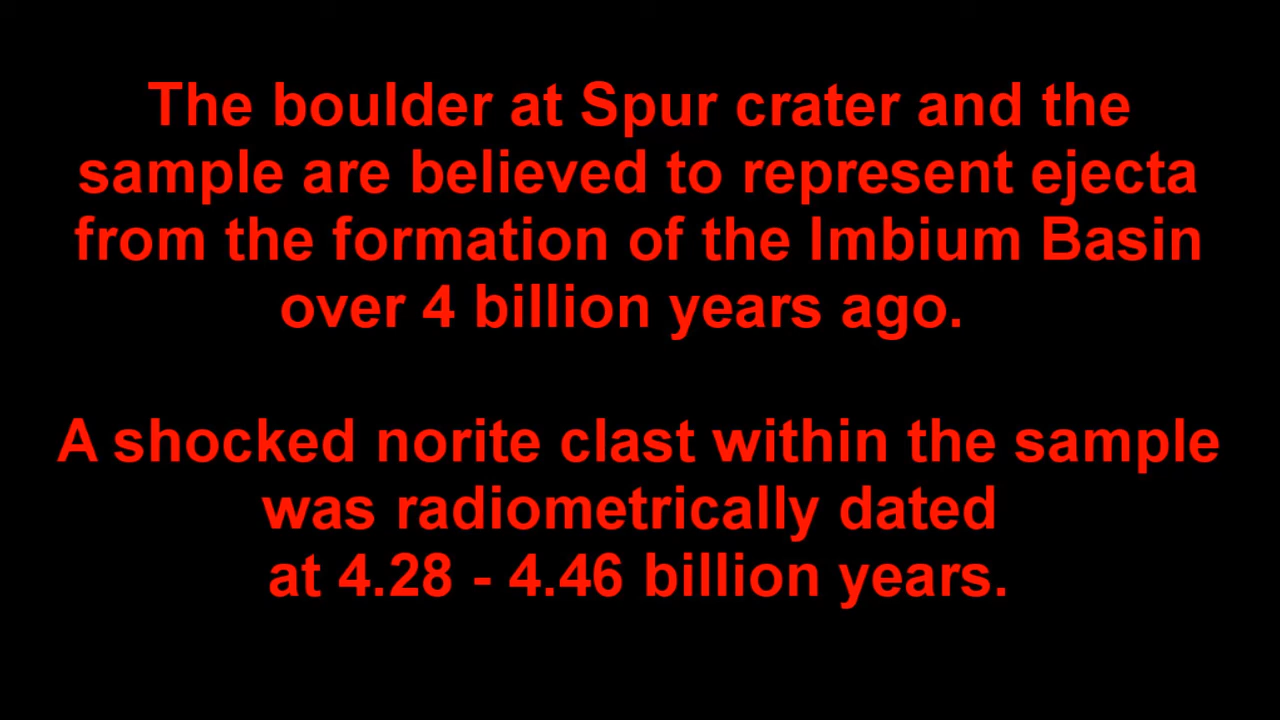 The boulder at Spur crater and the
sample are believed to represent ejecta
from the formation of the Imbium Basin
over 4 billion years ago.
A shocked norite clast within the sample
was radiometrically dated
at 4.28 - 4.46 billion years.